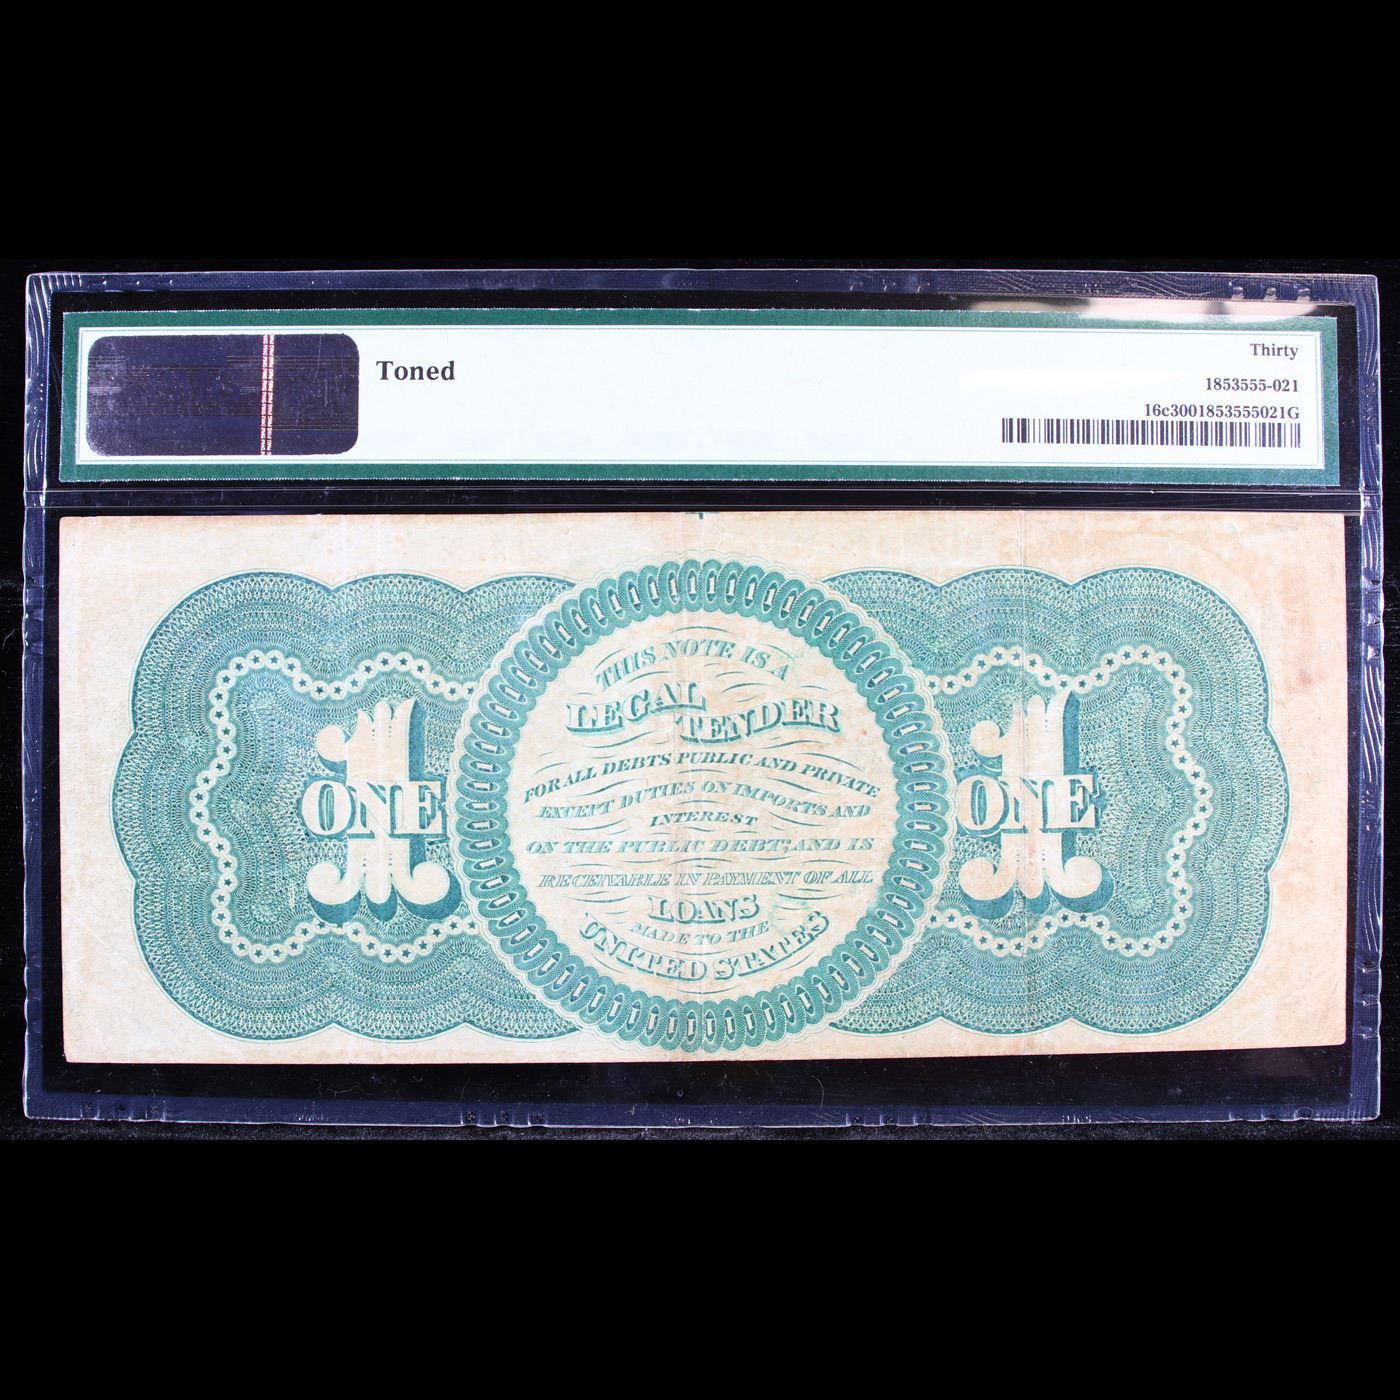 Toned
Thirty
1853555-021
16c3001853555021G
THIS NOTE IS A
LEGAL
TENDER
FOR ALL DEBTS PUBLIC AND PRIVATE
EXCEPT DUTIES ON IMPORTS AND
INTEREST
ON THE PUBLIC DEBT; AND IS
RECEIVABLE IN PAYMENT OF ALL
LOANS
MADE TO THE
UNITED STATES
1
ONE
1
ONE